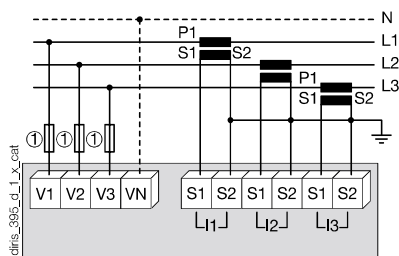 N
P1 L1
S1 S2 L2
P1 L3
S1 S2
① ① ①
V1 V2 V3 VN S1 S2 S1 S2 S1 S2
I1 I2 I3
diris_395_d_1_x_cat